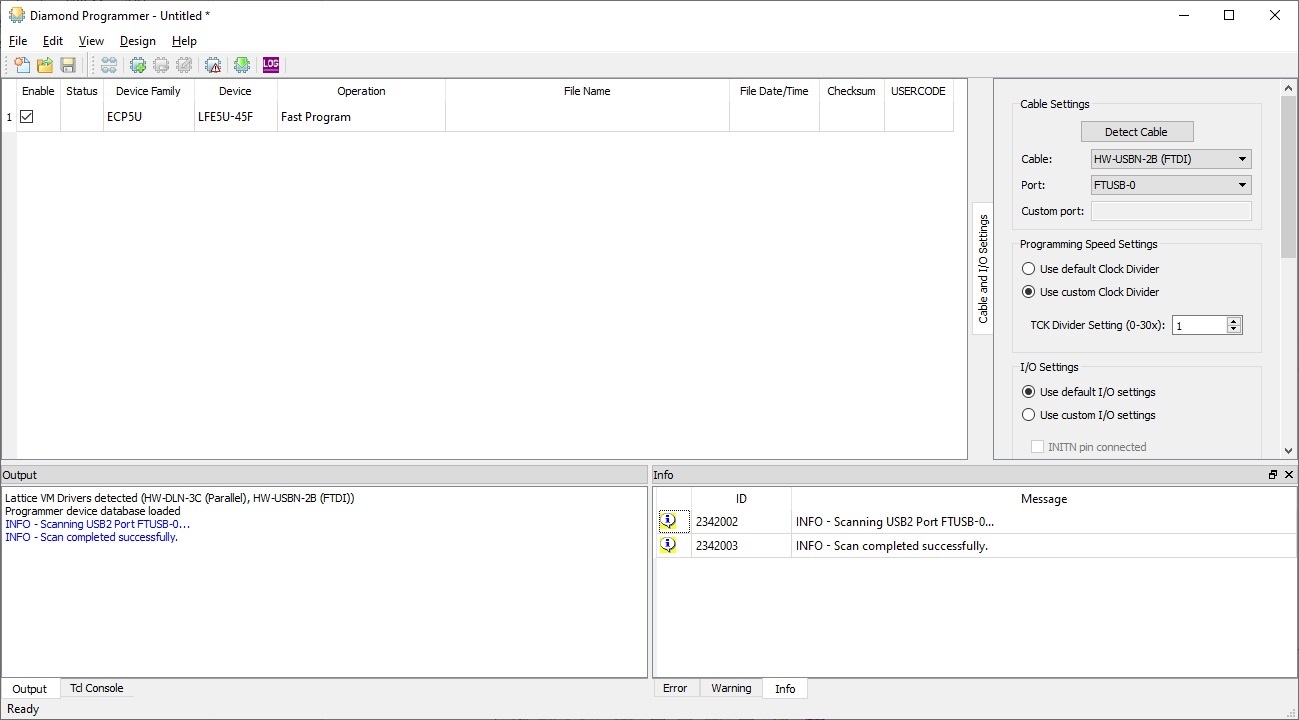 Diamond Programmer - Untitled *
File Edit View Design Help
LOG
Enable Status Device Family Device Operation File Name File Date/Time Checksum USERCODE
1 ECP5U LFE5U-45F Fast Program
Cable and I/O Settings
Cable Settings
Detect Cable
Cable: HW-USBN-2B (FTDI)
Port: FTUSB-0
Custom port:
Programming Speed Settings
Use default Clock Divider
Use custom Clock Divider
TCK Divider Setting (0-30x): 1
I/O Settings
Use default I/O settings
Use custom I/O settings
INITN pin connected
Output
Lattice VM Drivers detected (HW-DLN-3C (Parallel), HW-USBN-2B (FTDI))
Programmer device database loaded
INFO - Scanning USB2 Port FTUSB-0...
INFO - Scan completed successfully.
Output Tcl Console
Info
ID Message
2342002 INFO - Scanning USB2 Port FTUSB-0...
2342003 INFO - Scan completed successfully.
Error Warning Info
Ready